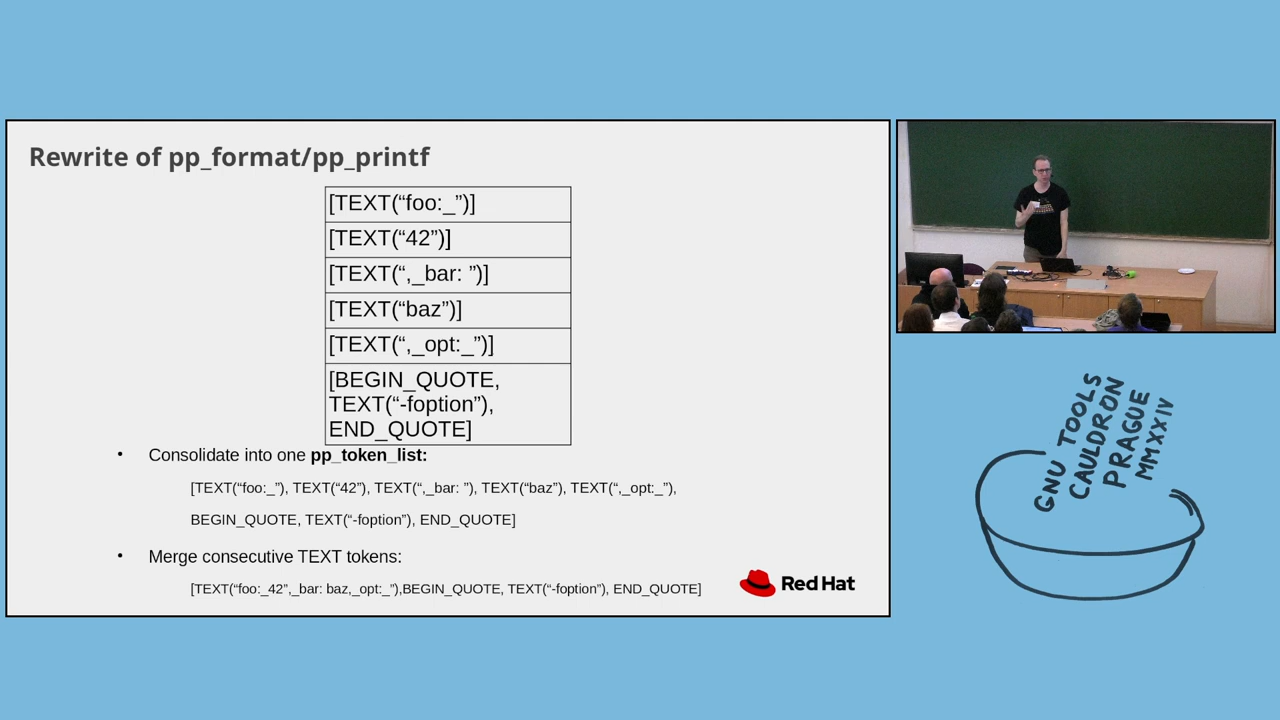 Rewrite of pp_format/pp_printf
[TEXT(“foo:_”)]
[TEXT(“42”)]
[TEXT(“,_bar: ”)]
[TEXT(“baz”)]
[TEXT(“,_opt:_”)]
[BEGIN_QUOTE,
TEXT(“-foption”),
END_QUOTE]
• Consolidate into one pp_token_list:
[TEXT(“foo:_”), TEXT(“42”), TEXT(“,_bar: ”), TEXT(“baz”), TEXT(“,_opt:_”),
BEGIN_QUOTE, TEXT(“-foption”), END_QUOTE]
• Merge consecutive TEXT tokens:
[TEXT(“foo:_42”,_bar: baz,_opt:_”),BEGIN_QUOTE, TEXT(“-foption”), END_QUOTE]
Red Hat
GNU TOOLS
CAULDRON
PRAGUE
MMXXIV